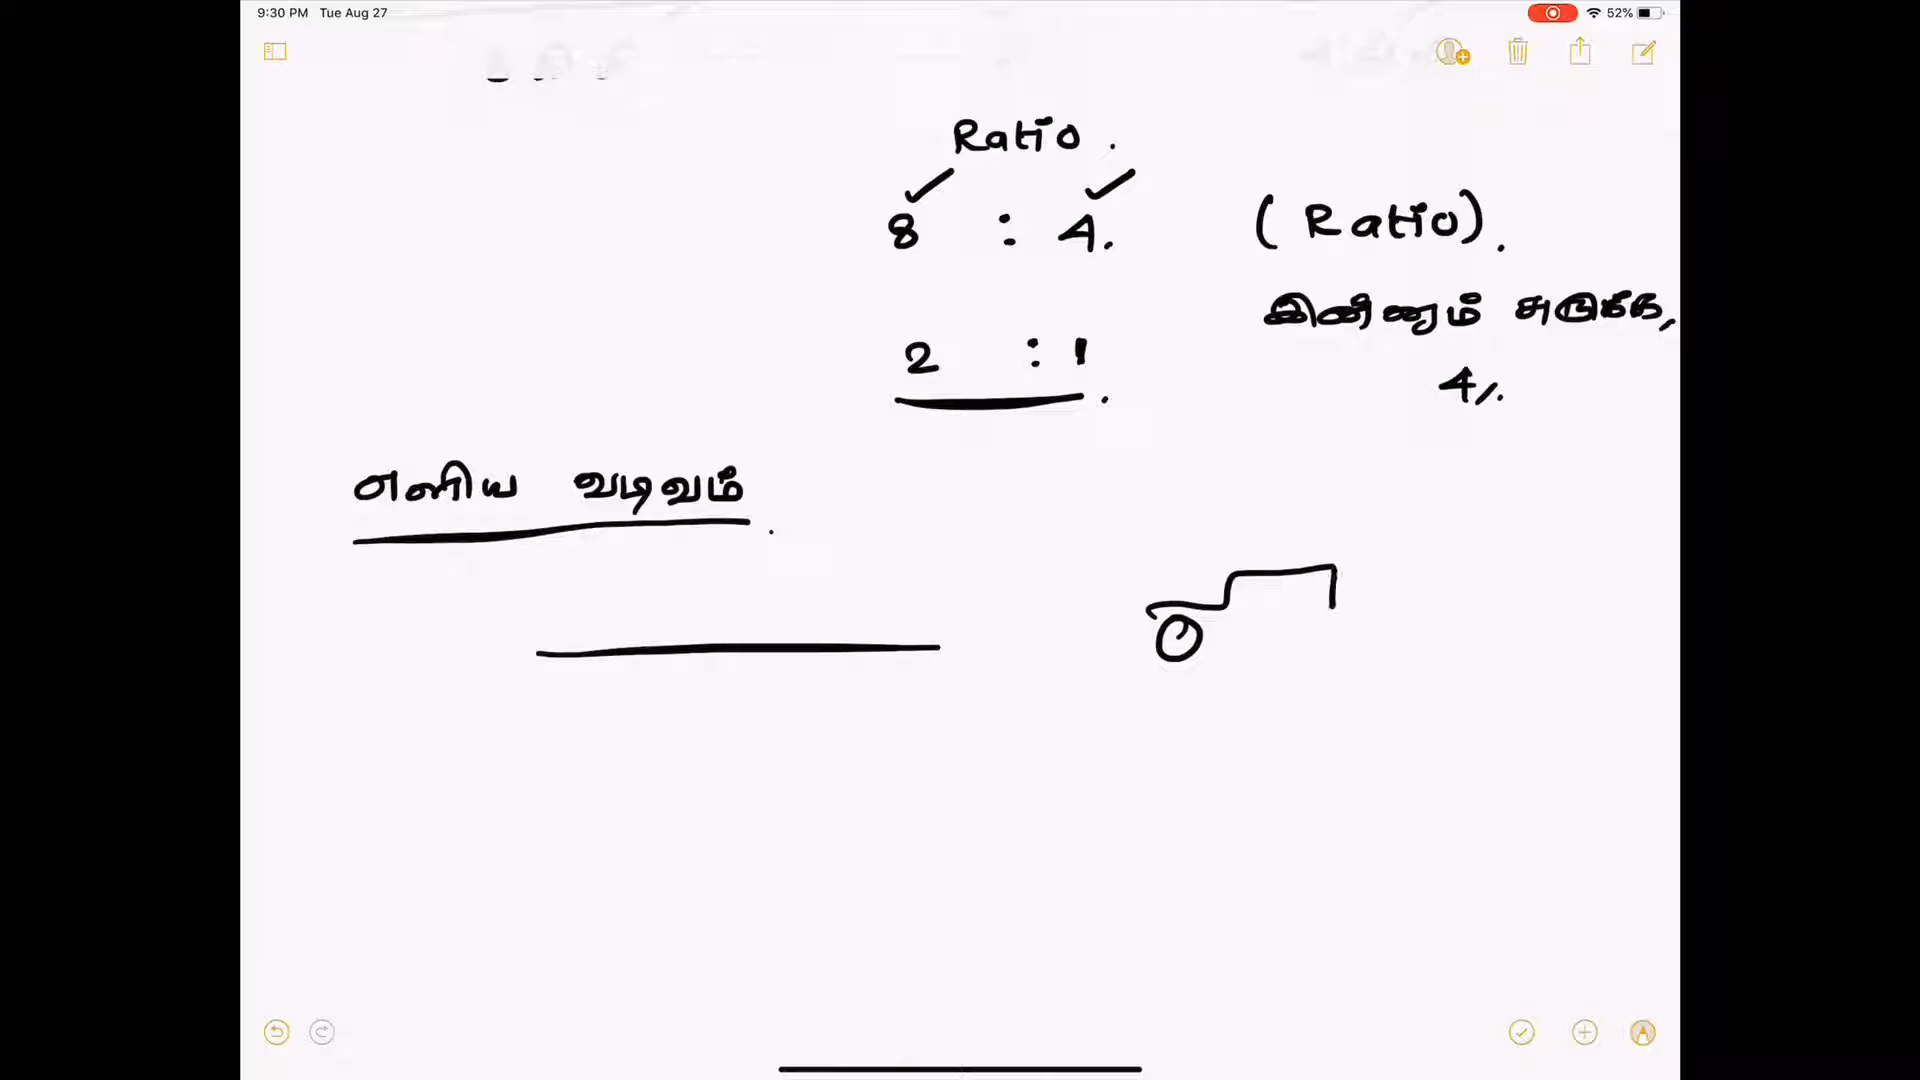 9:30 PM Tue Aug 27
52%
Ratio.
8 : 4.
(Ratio).
இன்னும் சுருக்க,
2 : 1
4/.
எளிய வடிவம்